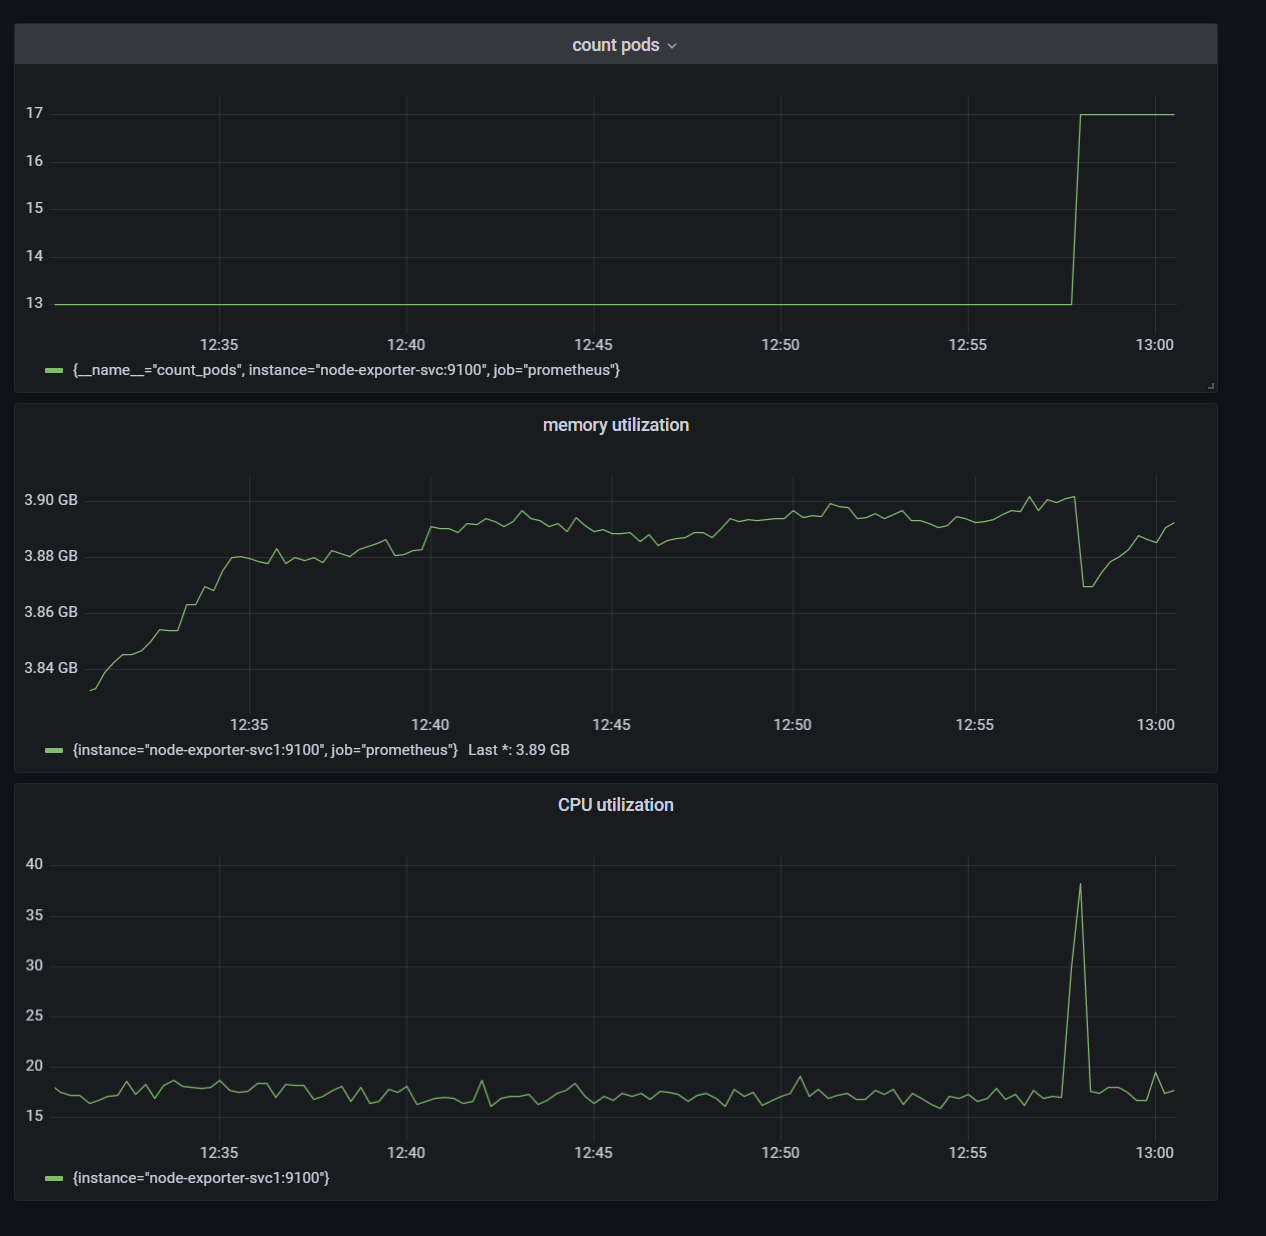 count pods
17
16
15
14
13
12:35 12:40 12:45 12:50 12:55 13:00
{__name__="count_pods", instance="node-exporter-svc:9100", job="prometheus"}
memory utilization
3.90 GB
3.88 GB
3.86 GB
3.84 GB
12:35 12:40 12:45 12:50 12:55 13:00
{instance="node-exporter-svc1:9100", job="prometheus"} Last *: 3.89 GB
CPU utilization
40
35
30
25
20
15
12:35 12:40 12:45 12:50 12:55 13:00
{instance="node-exporter-svc1:9100"}